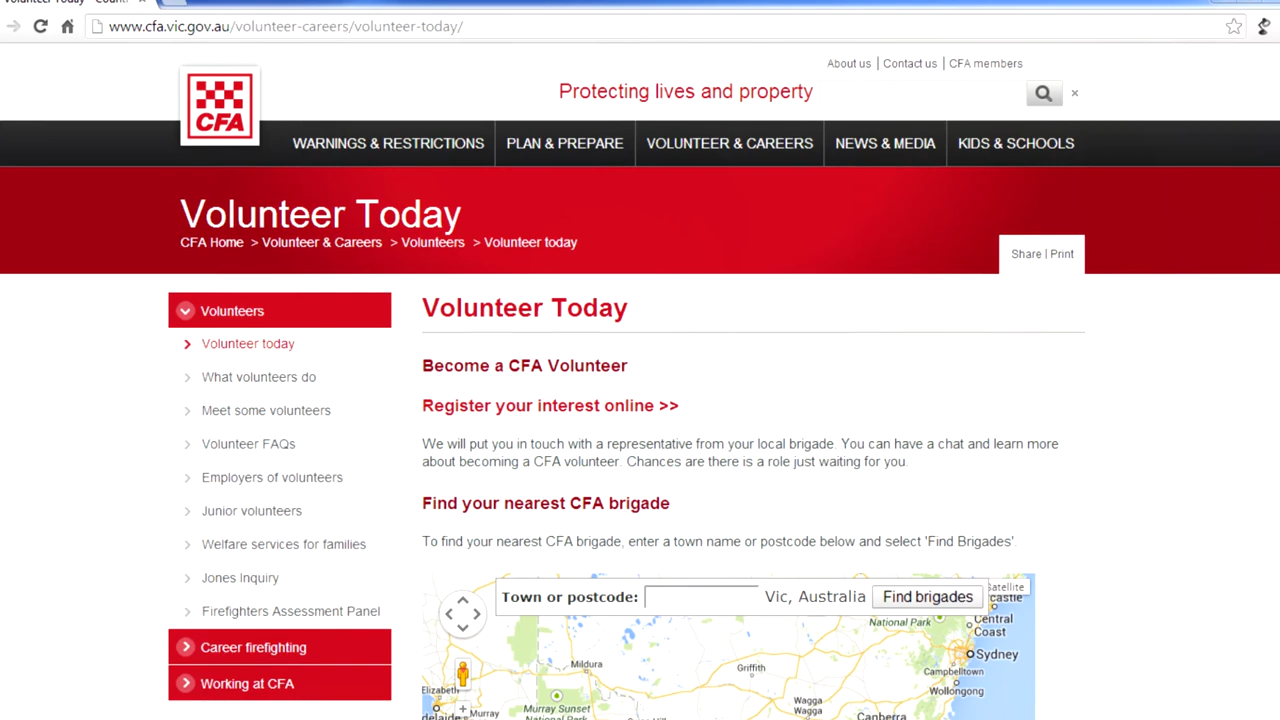 www.cfa.vic.gov.au/volunteer-careers/volunteer-today/
About us | Contact us | CFA members
CFA
Protecting lives and property
WARNINGS & RESTRICTIONS
PLAN & PREPARE
VOLUNTEER & CAREERS
NEWS & MEDIA
KIDS & SCHOOLS
Volunteer Today
CFA Home > Volunteer & Careers > Volunteers > Volunteer today
Share | Print
Volunteers
Volunteer today
What volunteers do
Meet some volunteers
Volunteer FAQs
Employers of volunteers
Junior volunteers
Welfare services for families
Jones Inquiry
Firefighters Assessment Panel
Career firefighting
Working at CFA
Volunteer Today
Become a CFA Volunteer
Register your interest online >>
We will put you in touch with a representative from your local brigade. You can have a chat and learn more
about becoming a CFA volunteer. Chances are there is a role just waiting for you.
Find your nearest CFA brigade
To find your nearest CFA brigade, enter a town name or postcode below and select 'Find Brigades'.
Town or postcode:
Vic, Australia
Find brigades
National Park
Central
Coast
Sydney
Mildura
Griffith
Campbelltown
Wollongong
Murray Sunset
Wagga
Wagga
Murray
Canberra